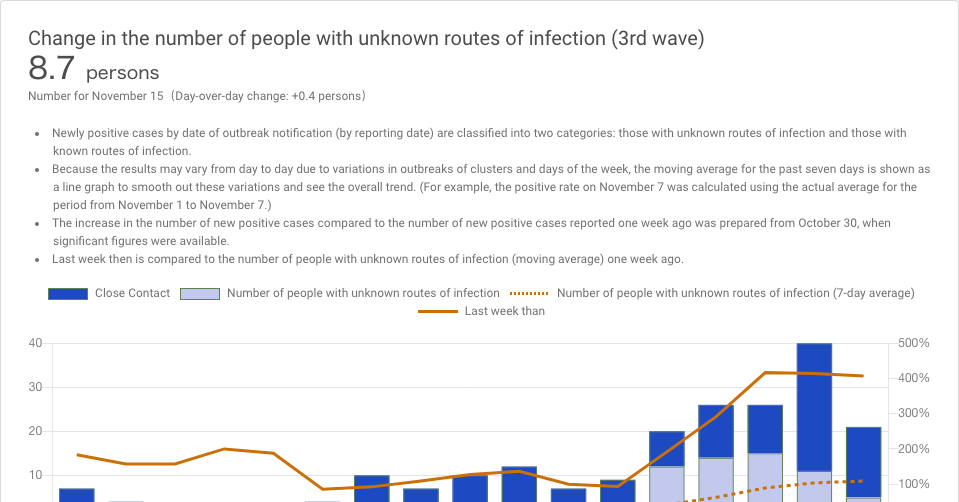 Change in the number of people with unknown routes of infection (3rd wave)
8.7 persons
Number for November 15 (Day-over-day change: +0.4 persons)
• Newly positive cases by date of outbreak notification (by reporting date) are classified into two categories: those with unknown routes of infection and those with
known routes of infection.
• Because the results may vary from day to day due to variations in outbreaks of clusters and days of the week, the moving average for the past seven days is shown as
a line graph to smooth out these variations and see the overall trend. (For example, the positive rate on November 7 was calculated using the actual average for the
period from November 1 to November 7.)
• The increase in the number of new positive cases compared to the number of new positive cases reported one week ago was prepared from October 30, when
significant figures were available.
• Last week then is compared to the number of people with unknown routes of infection (moving average) one week ago.
Close Contact Number of people with unknown routes of infection Number of people with unknown routes of infection (7-day average)
Last week than
40 500%
400%
30
300%
20
200%
10
100%